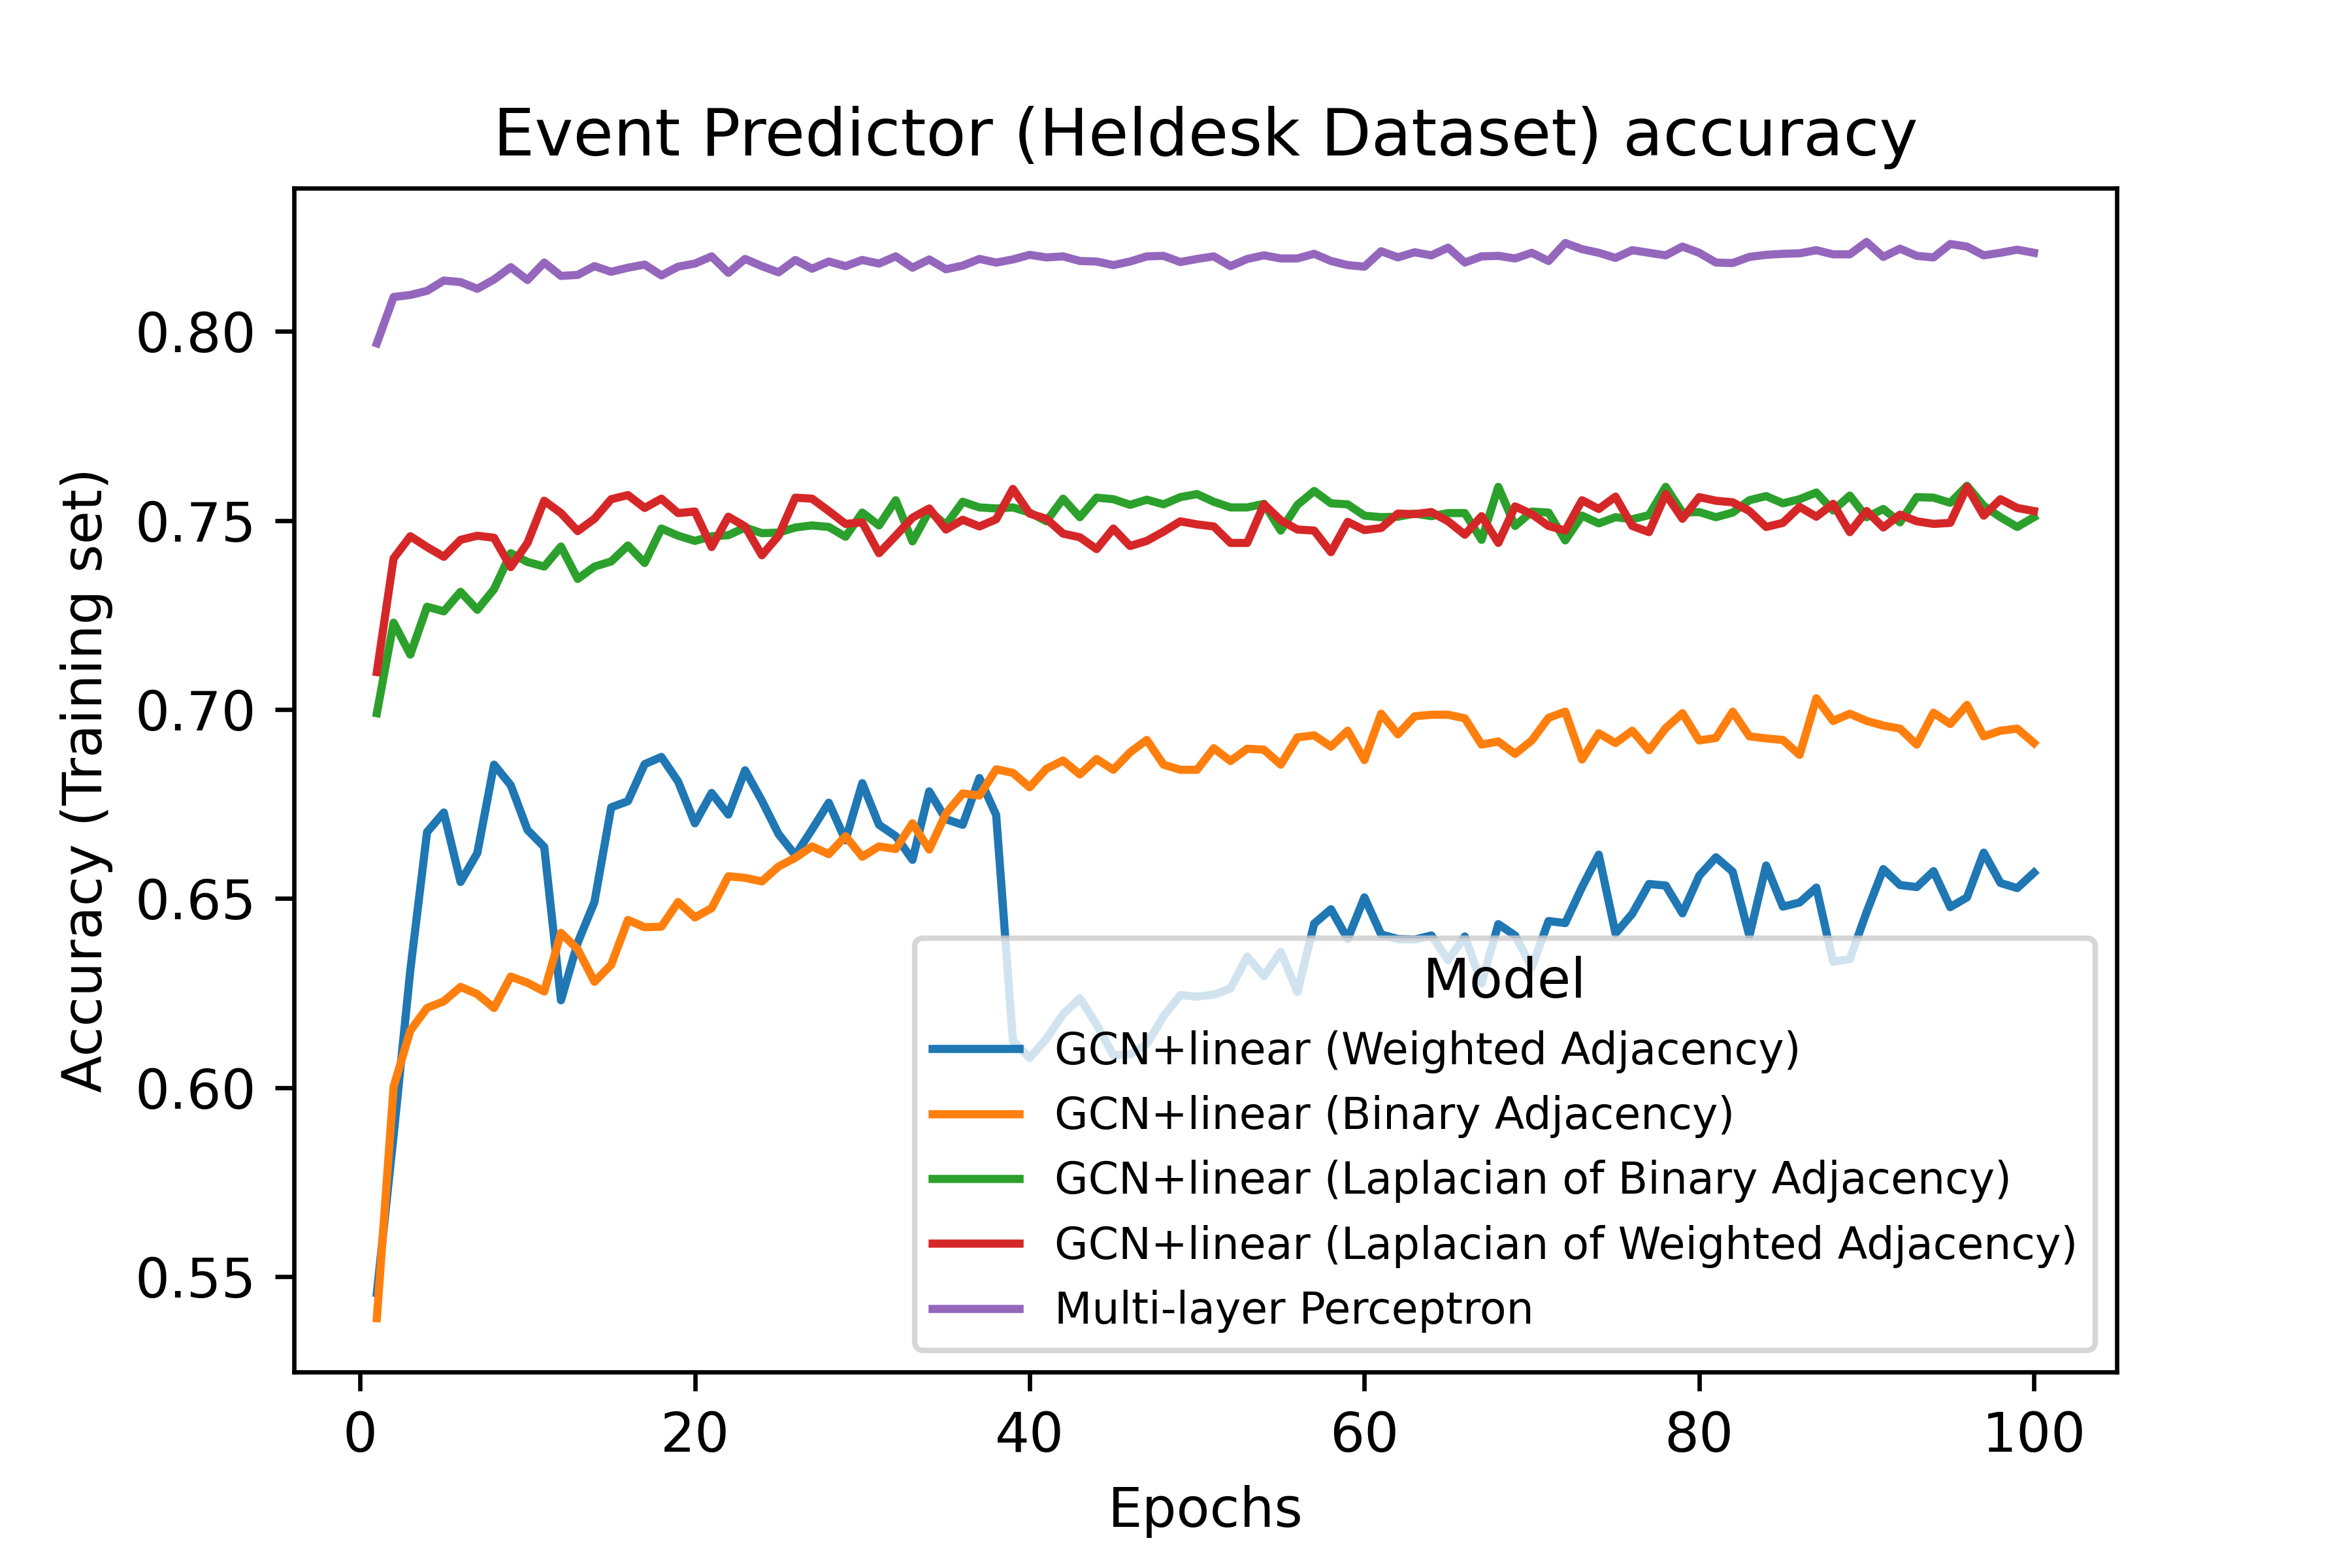 Event Predictor (Heldesk Dataset) accuracy
Accuracy (Training set)
0.80
0.75
0.70
0.65
0.60
0.55
Model
GCN+linear (Weighted Adjacency)
GCN+linear (Binary Adjacency)
GCN+linear (Laplacian of Binary Adjacency)
GCN+linear (Laplacian of Weighted Adjacency)
Multi-layer Perceptron
0 20 40 60 80 100
Epochs